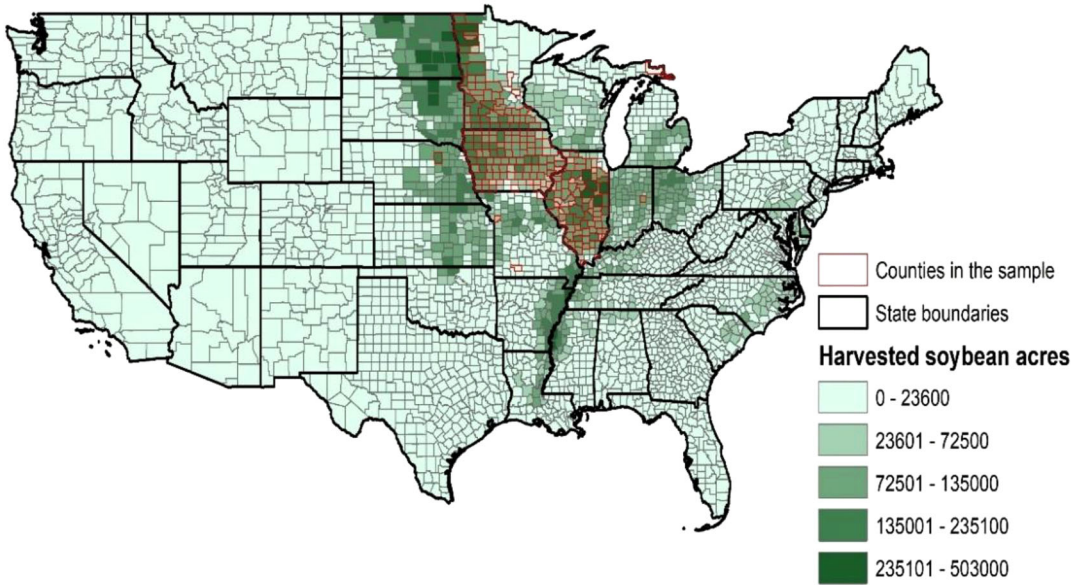 Counties in the sample
State boundaries
Harvested soybean acres
0 - 23600
23601 - 72500
72501 - 135000
135001 - 235100
235101 - 503000